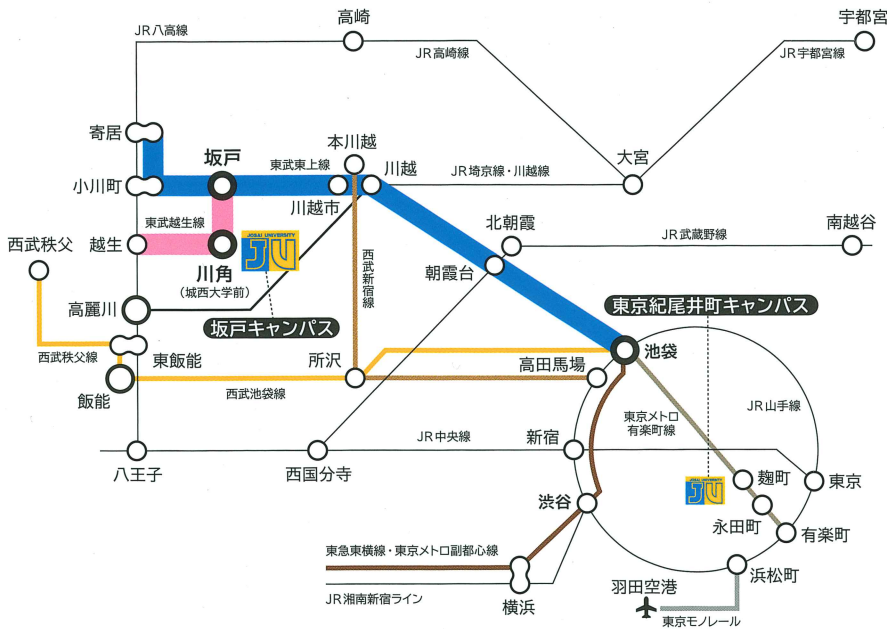 高崎
宇都宮
JR八高線
JR高崎線
JR宇都宮線
寄居
坂戸
本川越
大宮
東武東上線
川越
JR埼京線・川越線
小川町
川越市
東武越生線
北朝霞
南越谷
JR武蔵野線
西武秩父
越生
JOSAI UNIVERSITY
JU
川角
(城西大学前)
西武新宿線
朝霞台
高麗川
坂戸キャンパス
東京紀尾井町キャンパス
西武秩父線
東飯能
所沢
高田馬場
池袋
飯能
西武池袋線
東京メトロ
有楽町線
JR山手線
JR中央線
新宿
八王子
西国分寺
JOSAI UNIVERSITY
JU
麹町
東京
渋谷
永田町
有楽町
東急東横線・東京メトロ副都心線
浜松町
羽田空港
JR湘南新宿ライン
横浜
東京モノレール